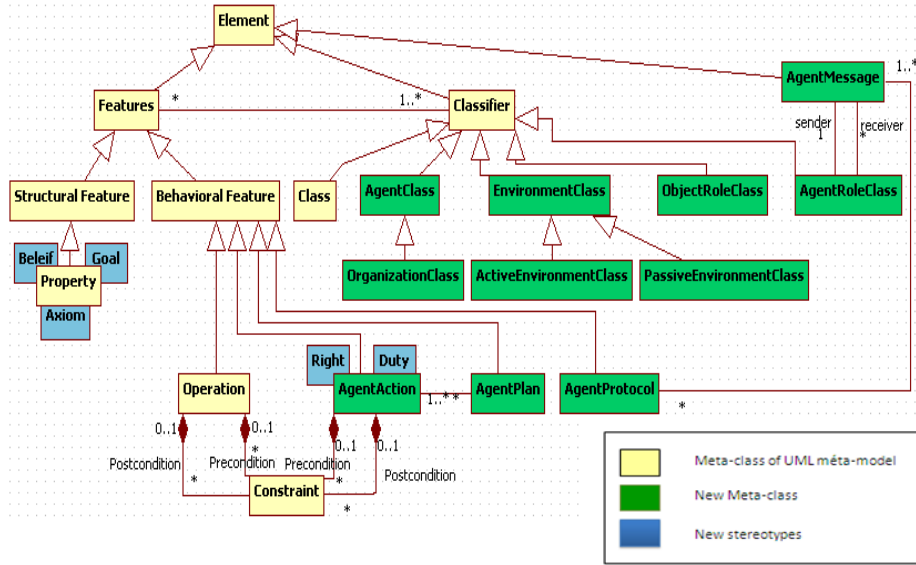 Element
AgentMessage
1..*
Features
*
1..*
Classifier
sender
1
receiver
*
Structural Feature
Behavioral Feature
Class
AgentClass
EnvironmentClass
ObjectRoleClass
AgentRoleClass
Beleif
Goal
Property
Axiom
OrganizationClass
ActiveEnvironmentClass
PassiveEnvironmentClass
Right
Duty
Operation
AgentAction
AgentPlan
AgentProtocol
1..*
*
*
0..1
0..1
0..1
0..1
*
Postcondition
Precondition
Precondition
Postcondition
*
*
Constraint
*
Meta-class of UML méta-model
New Meta-class
New stereotypes